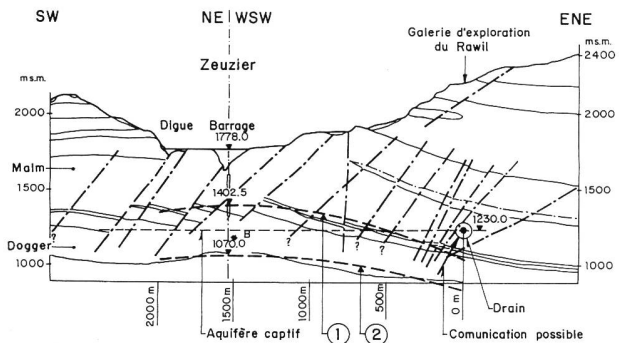 SW
NE | WSW
ENE
Zeuzier
Galerie d'exploration
du Rawil
m s.m.
m s.m.
2400
2000
2000
Digue Barrage
1778.0
Malm
1500
1500
1402.5
1230.0
?
B
1070.0
? ? ? ?
Dogger
1000
1000
2000 m
1500 m
1000 m
500 m
0 m
Drain
Aquifère captif
1
2
Comunication possible